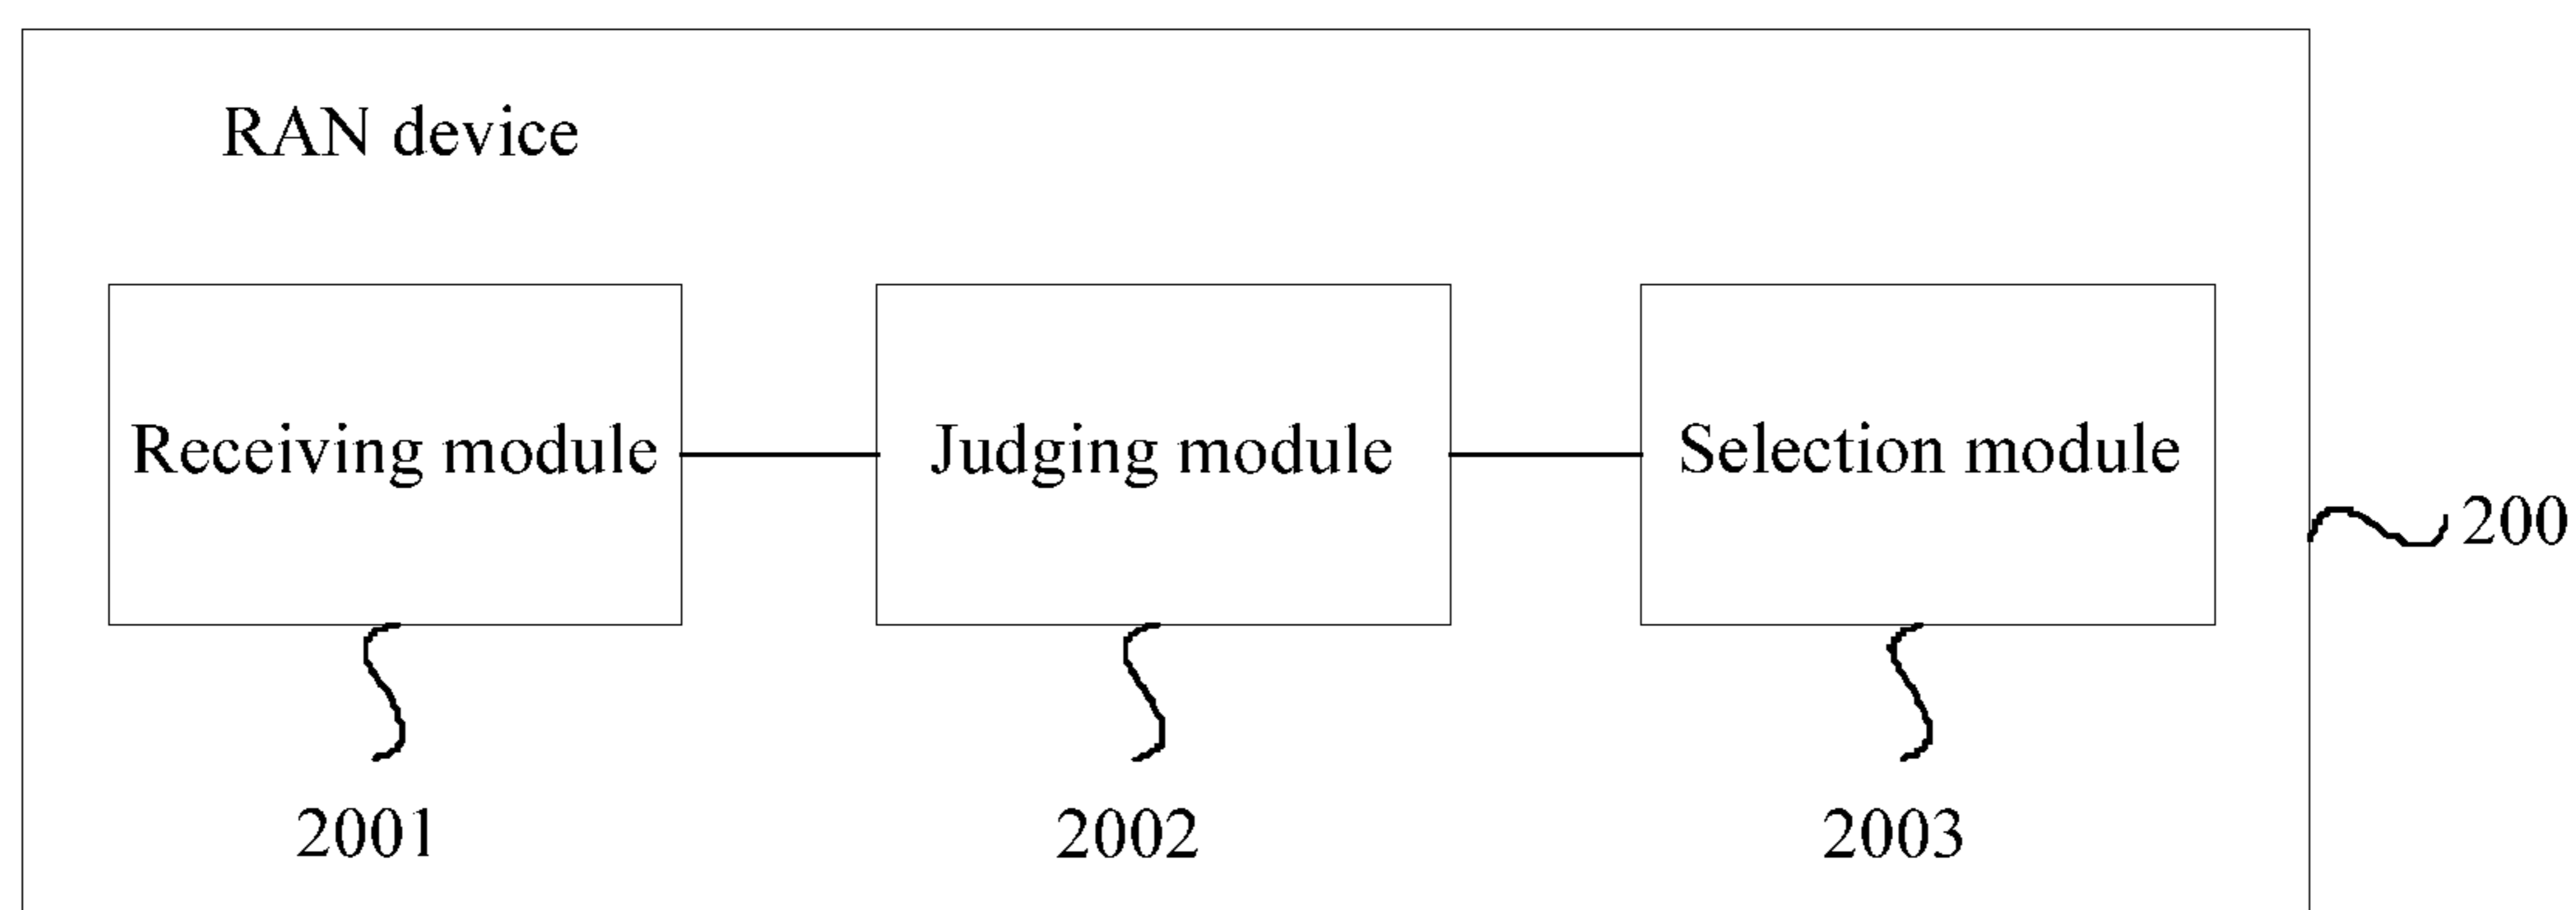 RAN device
Receiving module
Judging module
Selection module
200
2001
2002
2003